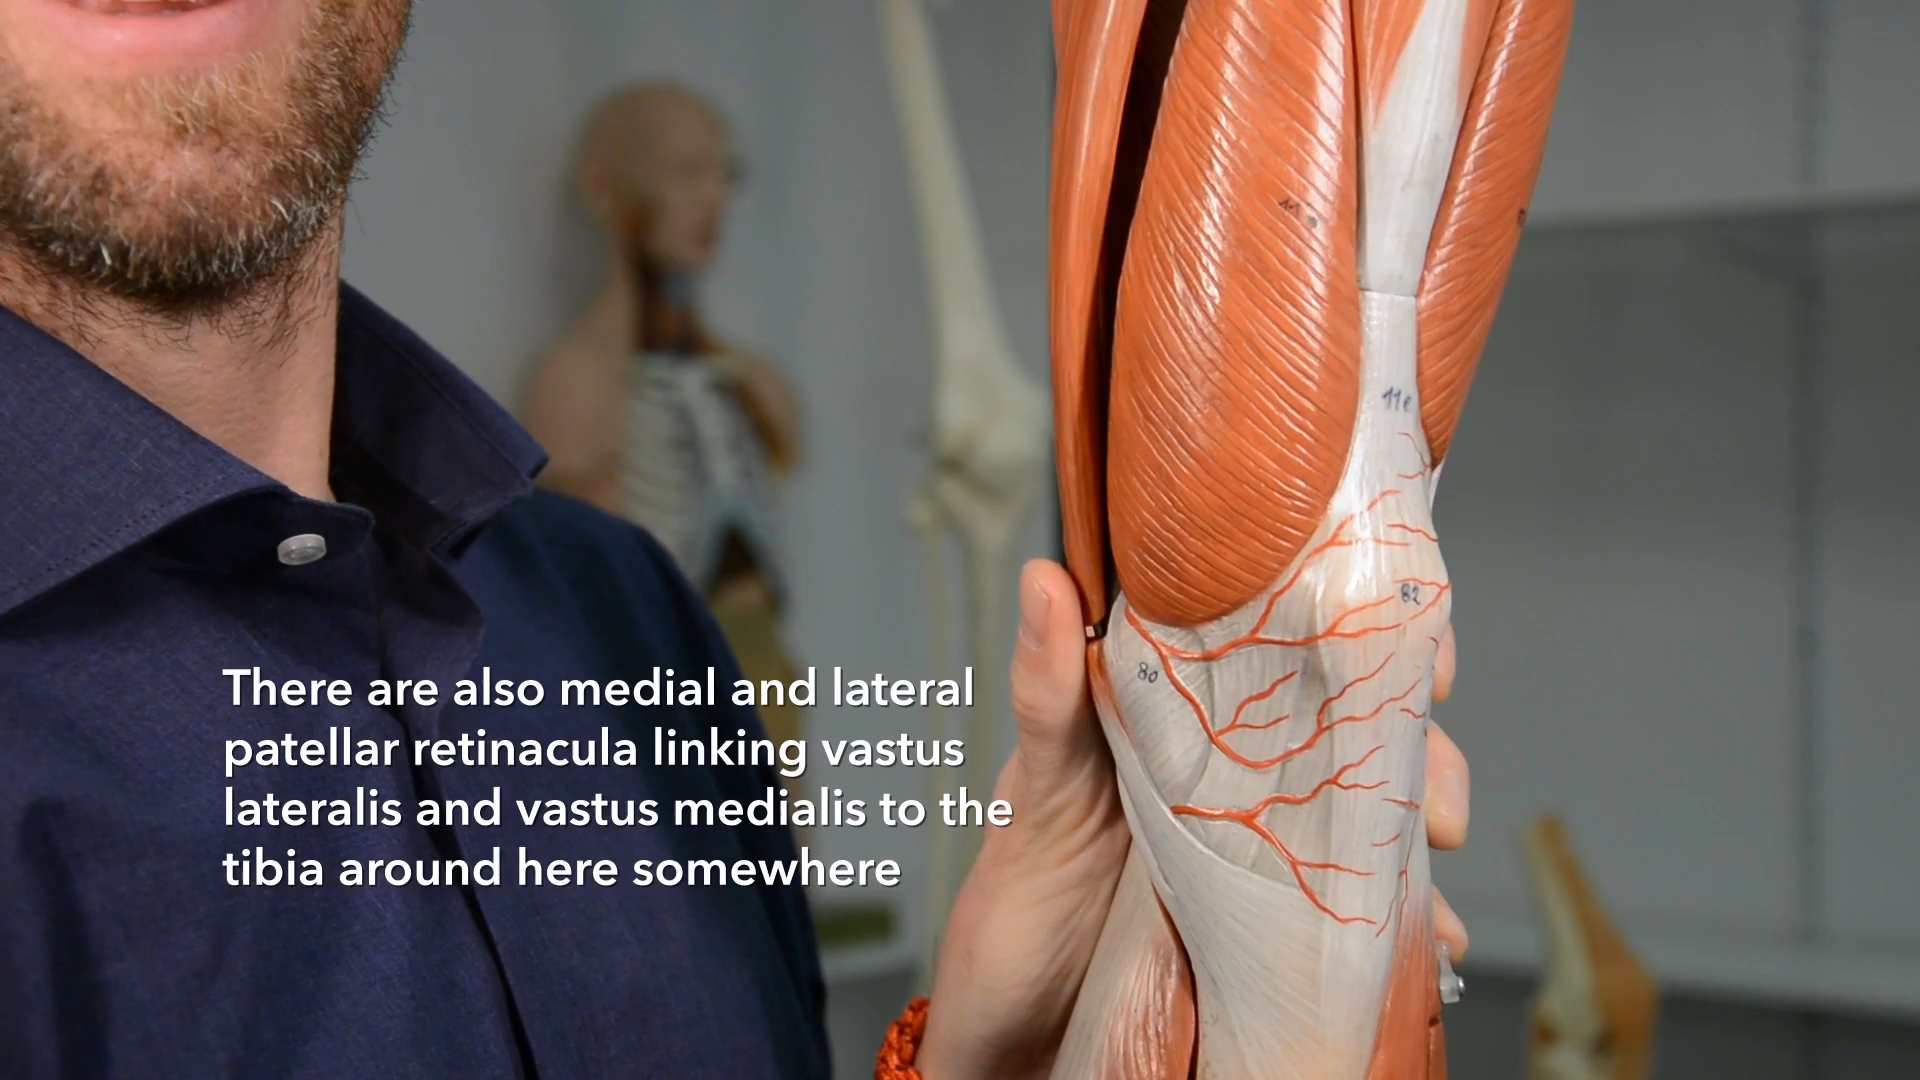 There are also medial and lateral
patellar retinacula linking vastus
lateralis and vastus medialis to the
tibia around here somewhere
11e
82
80